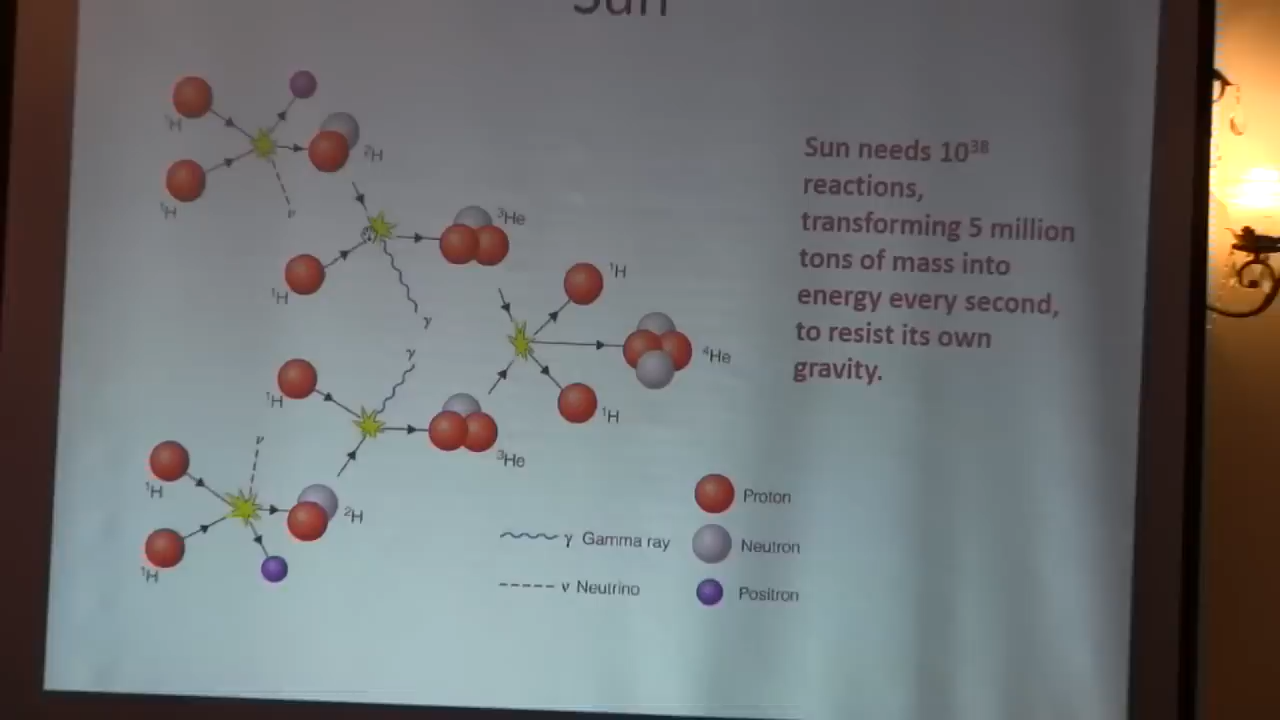 Sun
¹H
²H
¹H
ν
³He
¹H
γ
¹H
⁴He
γ
¹H
¹H
³He
ν
¹H
²H
¹H
Sun needs 10³⁸
reactions,
transforming 5 million
tons of mass into
energy every second,
to resist its own
gravity.
Proton
γ Gamma ray
Neutron
ν Neutrino
Positron